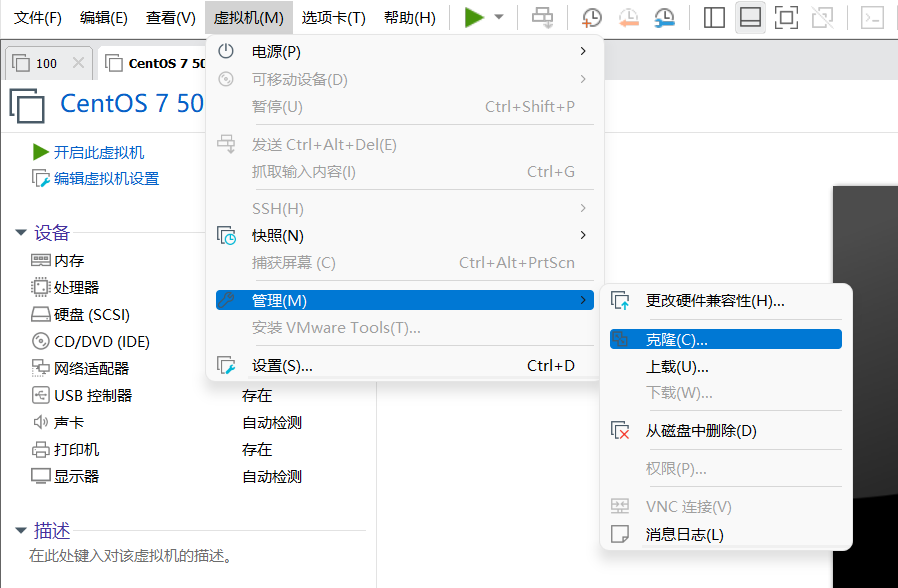 文件(F) 编辑(E) 查看(V) 虚拟机(M) 选项卡(T) 帮助(H)
100
CentOS 7 50
CentOS 7 50
开启此虚拟机
编辑虚拟机设置
设备
内存
处理器
硬盘 (SCSI)
CD/DVD (IDE)
网络适配器
USB 控制器 存在
声卡 自动检测
打印机 存在
显示器 自动检测
描述
在此处键入对该虚拟机的描述。
电源(P)
可移动设备(D)
暂停(U) Ctrl+Shift+P
发送 Ctrl+Alt+Del(E)
抓取输入内容(I) Ctrl+G
SSH(H)
快照(N)
捕获屏幕 (C) Ctrl+Alt+PrtScn
管理(M)
安装 VMware Tools(T)...
设置(S)... Ctrl+D
更改硬件兼容性(H)...
克隆(C)...
上载(U)...
下载(W)...
从磁盘中删除(D)
权限(P)...
VNC 连接(V)
消息日志(L)